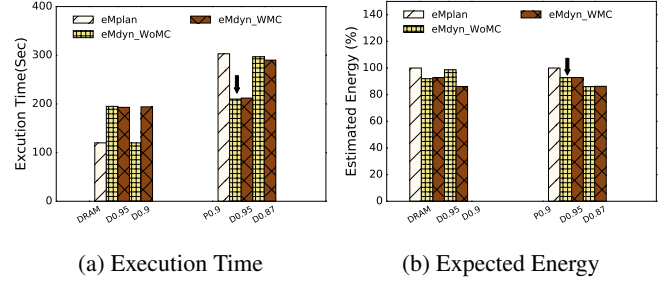 eMplan
eMdyn_WMC
eMdyn_WoMC
Excution Time(Sec)
400
300
200
100
0
DRAM
D0.95
D0.9
P0.9
D0.95
D0.87
(a) Execution Time
eMplan
eMdyn_WMC
eMdyn_WoMC
Estimated Energy (%)
140
120
100
80
60
40
20
0
DRAM
D0.95
D0.9
P0.9
D0.95
D0.87
(b) Expected Energy